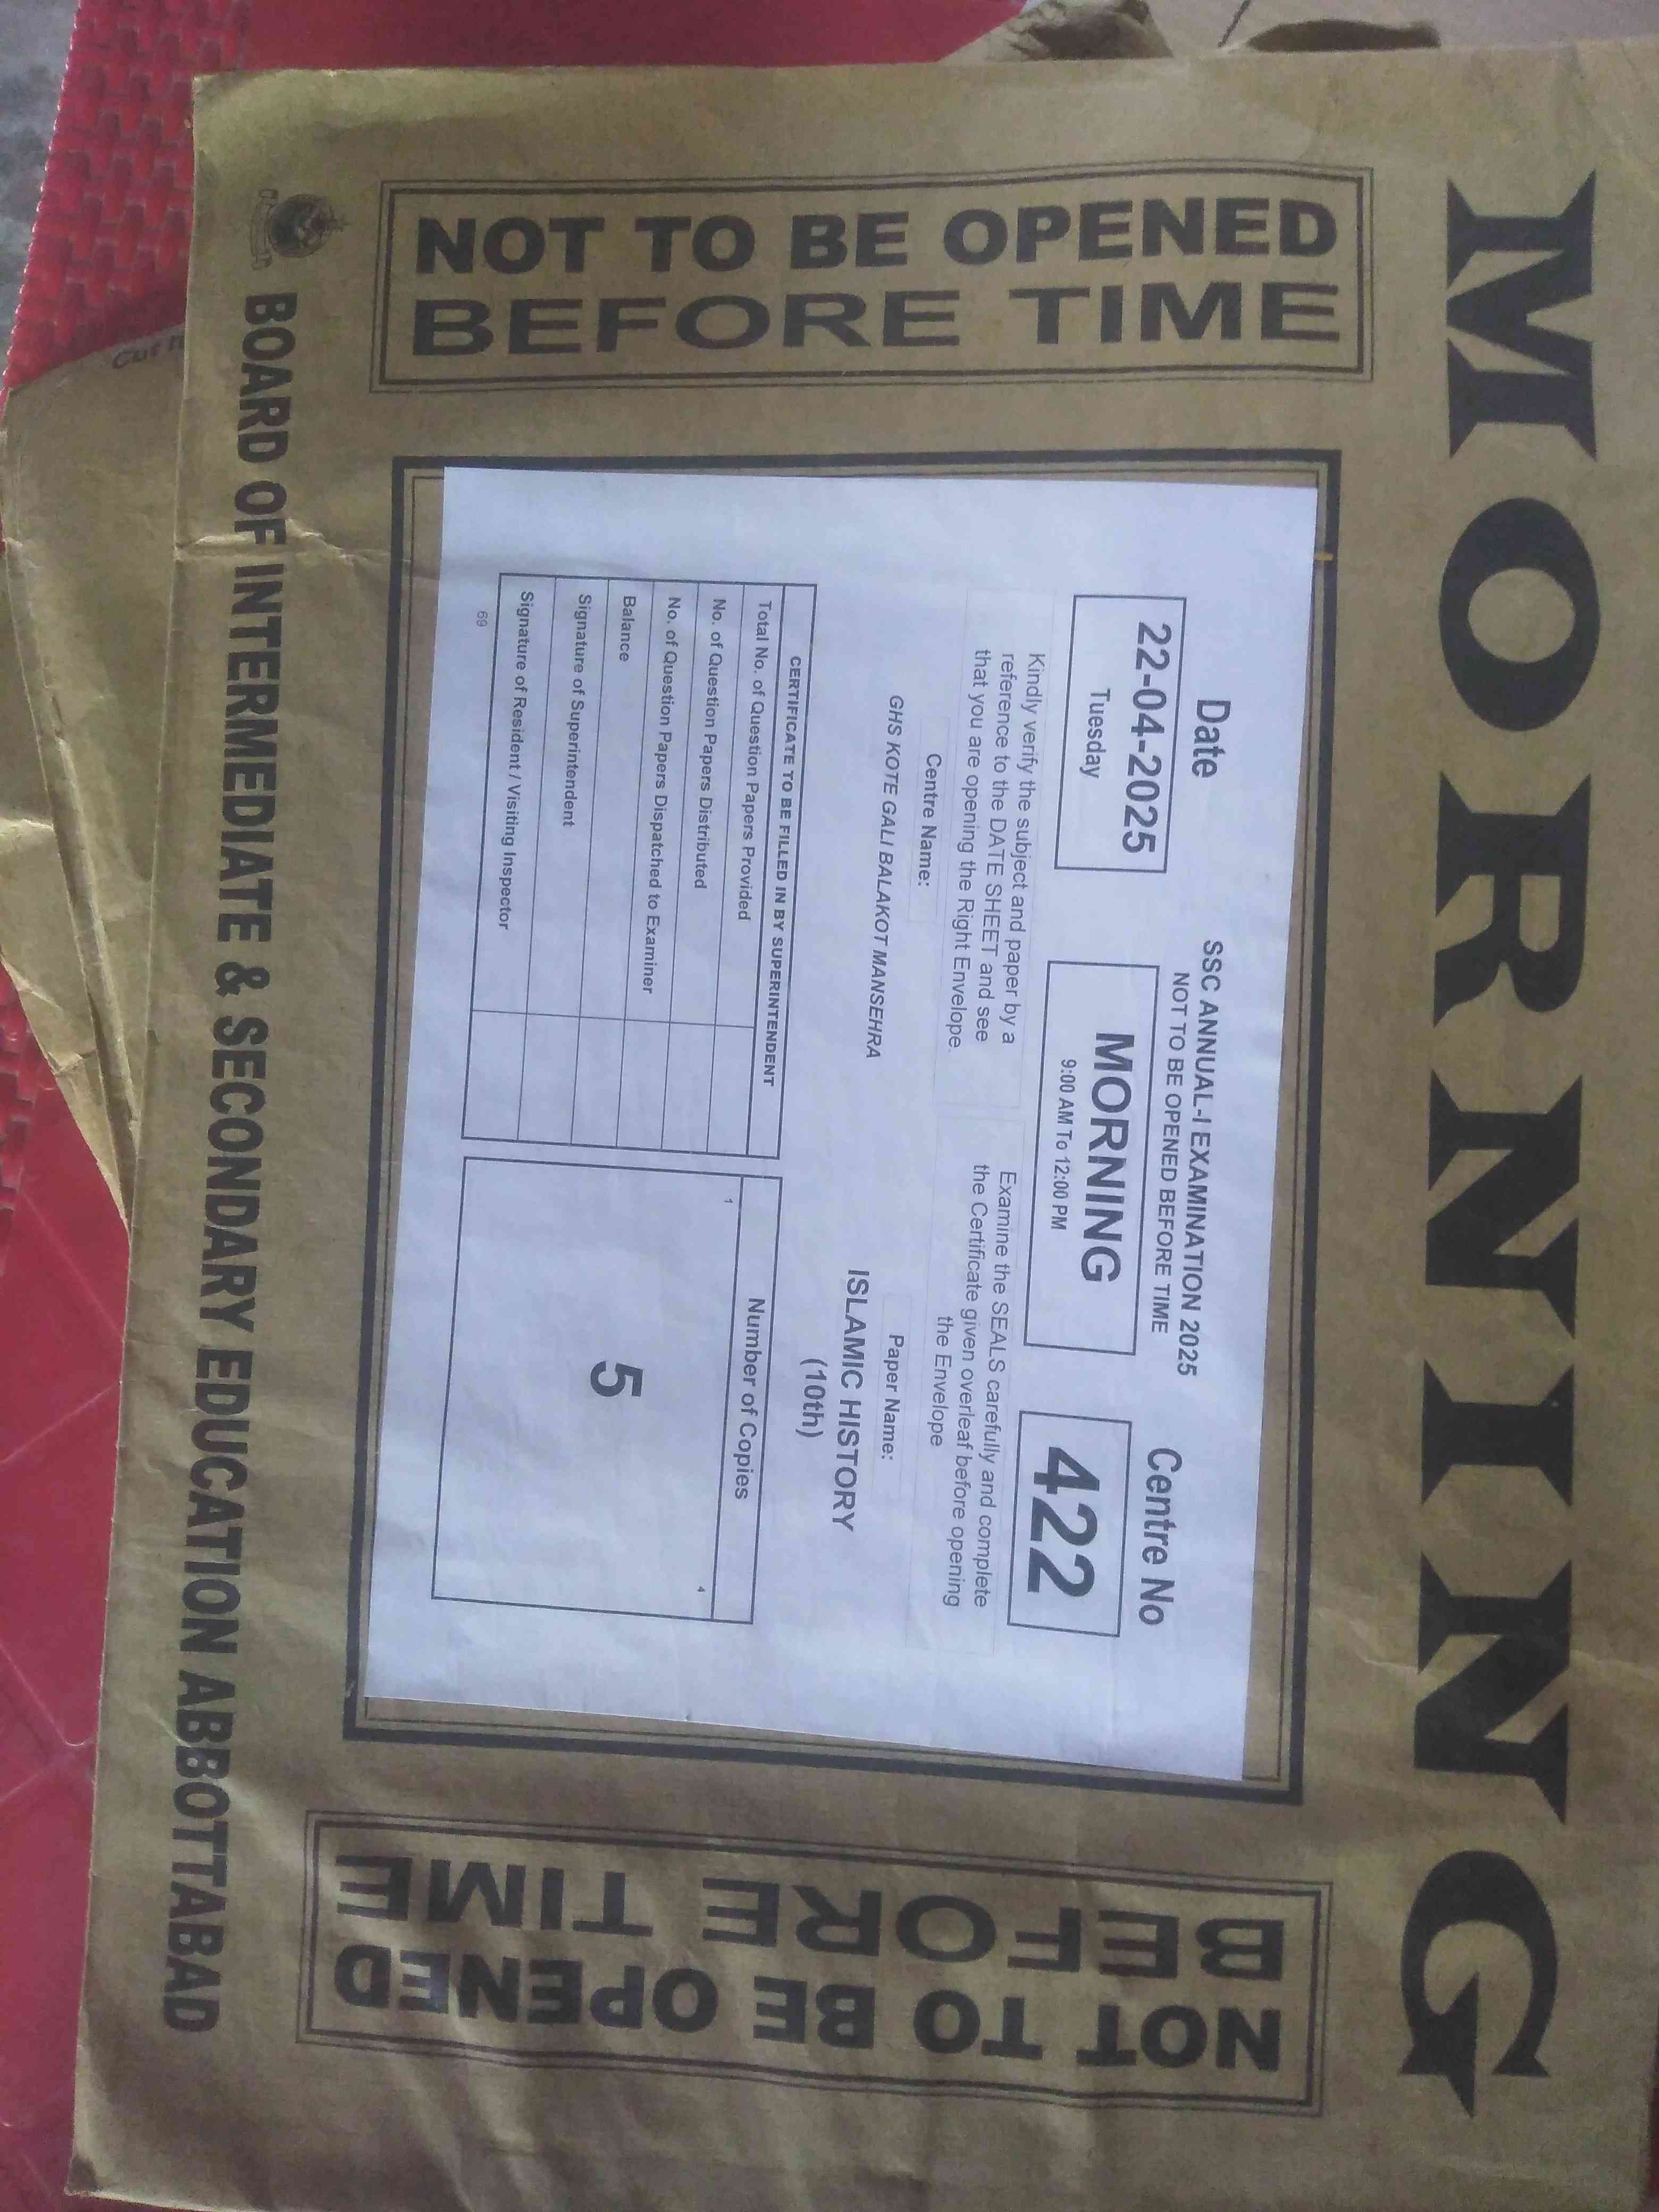 MORNING
NOT TO BE OPENED
BEFORE TIME
Date
22-04-2025
Tuesday
SSC ANNUAL-I EXAMINATION 2025
NOT TO BE OPENED BEFORE TIME
MORNING
9:00 AM To 12:00 PM
Centre No
422
Kindly verify the subject and paper by a
reference to the DATE SHEET and see
that you are opening the Right Envelope.
Examine the SEALS carefully and complete
the Certificate given overleaf before opening
the Envelope
Centre Name:
GHS KOTE GALI BALAKOT MANSEHRA
Paper Name:
ISLAMIC HISTORY
(10th)
CERTIFICATE TO BE FILLED IN BY SUPERINTENDENT
Total No. of Question Papers Provided
No. of Question Papers Distributed
No. of Question Papers Dispatched to Examiner
Balance
Signature of Superintendent
Signature of Resident / Visiting Inspector
69
Number of Copies
1
4
5
NOT TO BE OPENED
BEFORE TIME
BOARD OF INTERMEDIATE & SECONDARY EDUCATION ABBOTTABAD
Cut